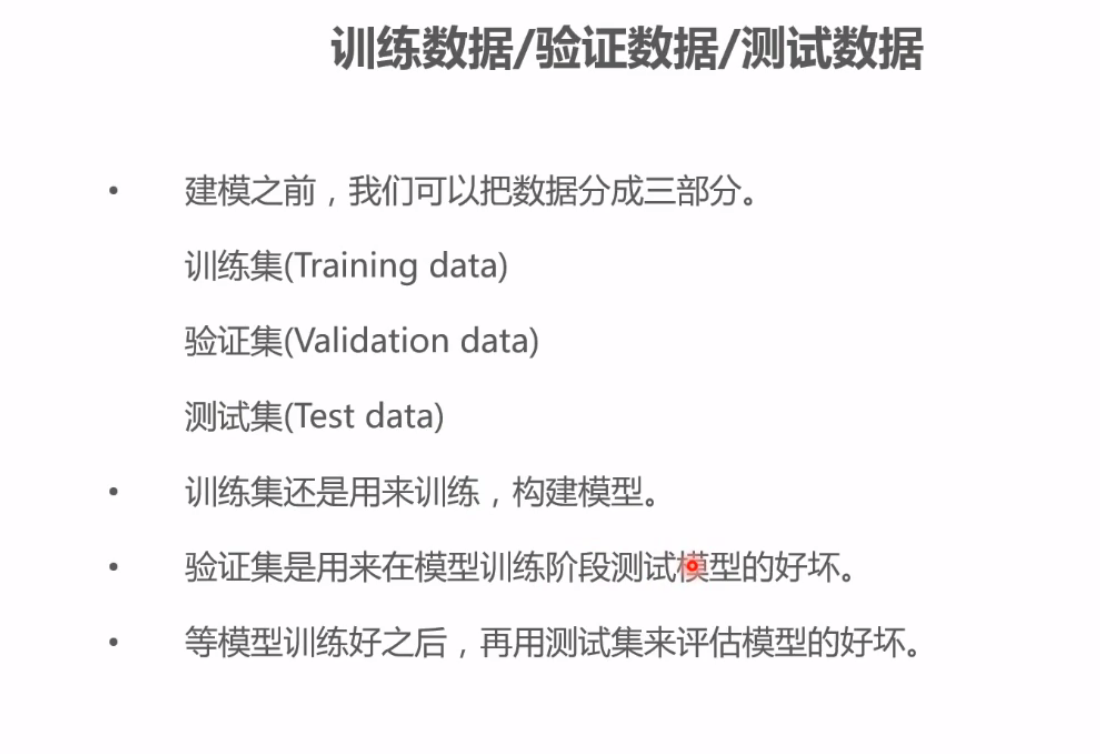 训练数据/验证数据/测试数据
• 建模之前，我们可以把数据分成三部分。
训练集(Training data)
验证集(Validation data)
测试集(Test data)
• 训练集还是用来训练，构建模型。
• 验证集是用来在模型训练阶段测试模型的好坏。
• 等模型训练好之后，再用测试集来评估模型的好坏。